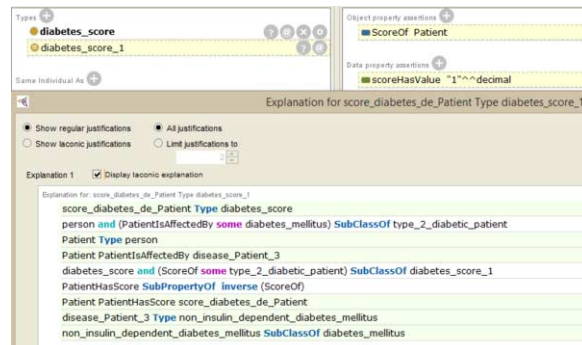 Types
diabetes_score
diabetes_score_1
Same Individual As
Object property assertions
ScoreOf Patient
Data property assertions
scoreHasValue "1"^^decimal
Explanation for score_diabetes_de_Patient Type diabetes_score_1
Show regular justifications
All justifications
Show laconic justifications
Limit justifications to
2
Explanation 1
Display laconic explanation
Explanation for: score_diabetes_de_Patient Type diabetes_score_1
score_diabetes_de_Patient Type diabetes_score
person and (PatientIsAffectedBy some diabetes_mellitus) SubClassOf type_2_diabetic_patient
Patient Type person
Patient PatientIsAffectedBy disease_Patient_3
diabetes_score and (ScoreOf some type_2_diabetic_patient) SubClassOf diabetes_score_1
PatientHasScore SubPropertyOf inverse (ScoreOf)
Patient PatientHasScore score_diabetes_de_Patient
disease_Patient_3 Type non_insulin_dependent_diabetes_mellitus
non_insulin_dependent_diabetes_mellitus SubClassOf diabetes_mellitus